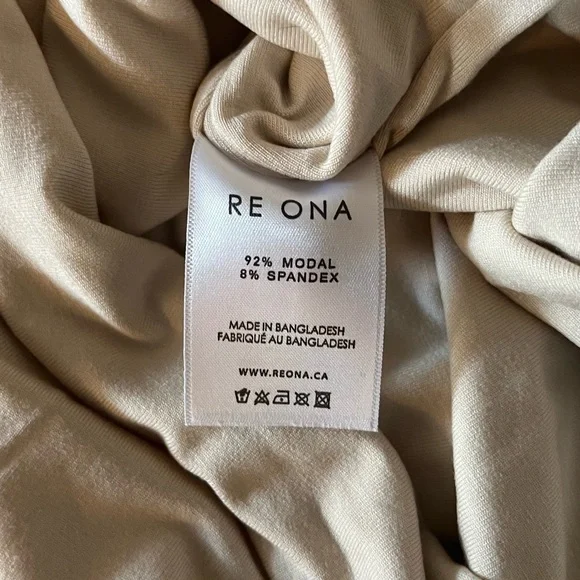 RE ONA
92% MODAL
8% SPANDEX
MADE IN BANGLADESH
FABRIQUÉ AU BANGLADESH
WWW.REONA.CA